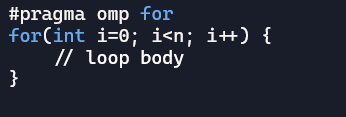 #pragma omp for
for(int i=0; i<n; i++) {
    // loop body
}